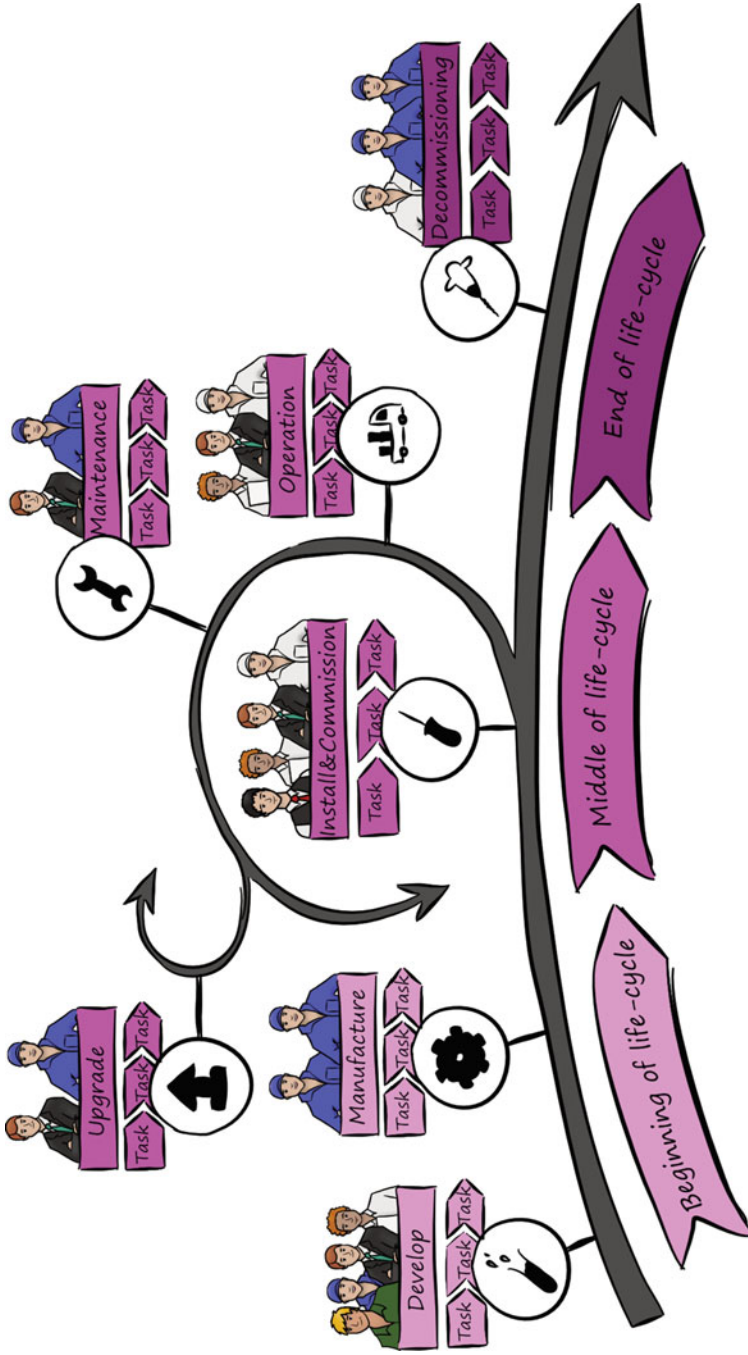 Upgrade
Task Task Task
Maintenance
Task Task Task
Operation
Task Task Task
Develop
Task Task Task
Manufacture
Task Task Task
Install&Commission
Task Task Task
Decommissioning
Task Task Task
Beginning of life-cycle
Middle of life-cycle
End of life-cycle